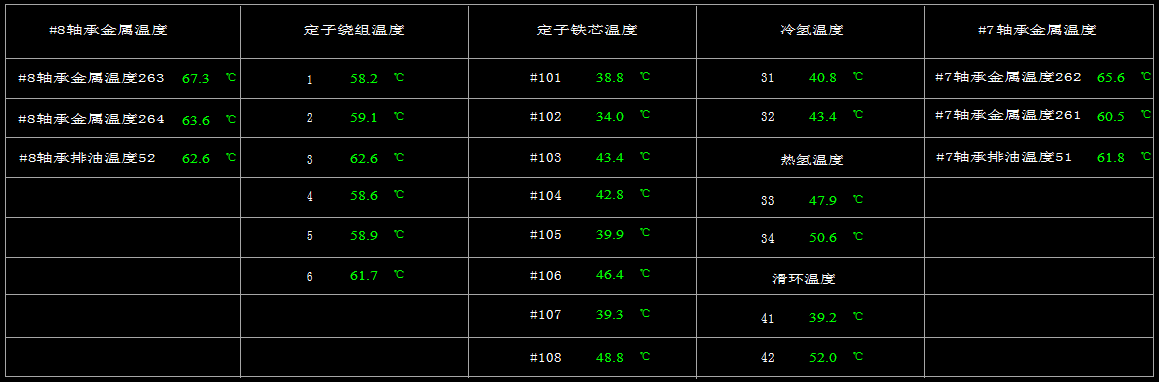 #8轴承金属温度 定子绕组温度 定子铁芯温度 冷氢温度 #7轴承金属温度
#8轴承金属温度263 67.3 ℃ 1 58.2 ℃ #101 38.8 ℃ 31 40.8 ℃ #7轴承金属温度262 65.6 ℃
#8轴承金属温度264 63.6 ℃ 2 59.1 ℃ #102 34.0 ℃ 32 43.4 ℃ #7轴承金属温度261 60.5 ℃
#8轴承排油温度52 62.6 ℃ 3 62.6 ℃ #103 43.4 ℃ 热氢温度 #7轴承排油温度51 61.8 ℃
4 58.6 ℃ #104 42.8 ℃ 33 47.9 ℃
5 58.9 ℃ #105 39.9 ℃ 34 50.6 ℃
6 61.7 ℃ #106 46.4 ℃ 滑环温度
#107 39.3 ℃ 41 39.2 ℃
#108 48.8 ℃ 42 52.0 ℃